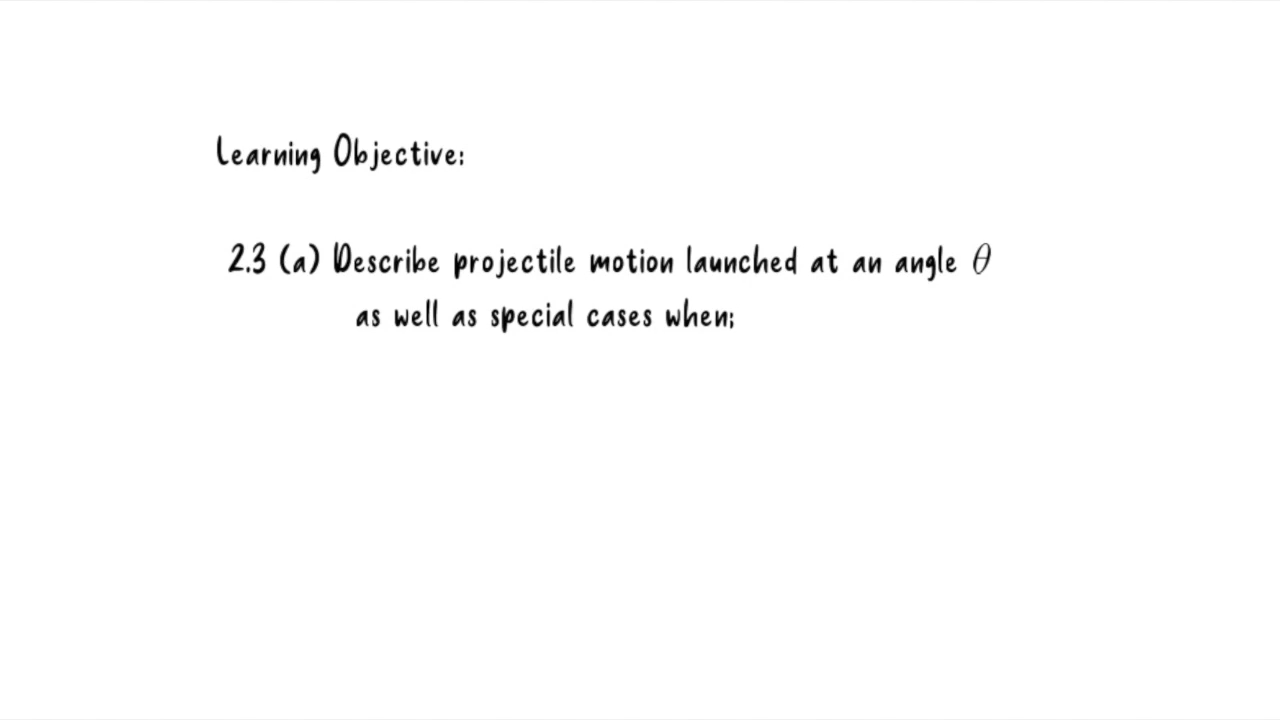 Learning Objective:
2.3 (a) Describe projectile motion launched at an angle θ
as well as special cases when;